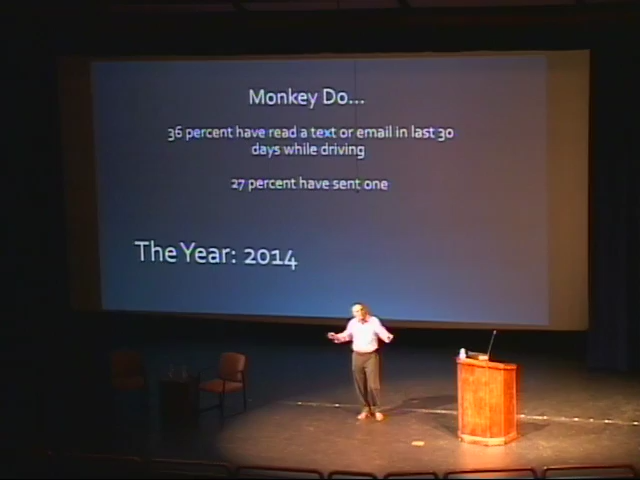 Monkey Do...
36 percent have read a text or email in last 30
days while driving
27 percent have sent one
The Year: 2014